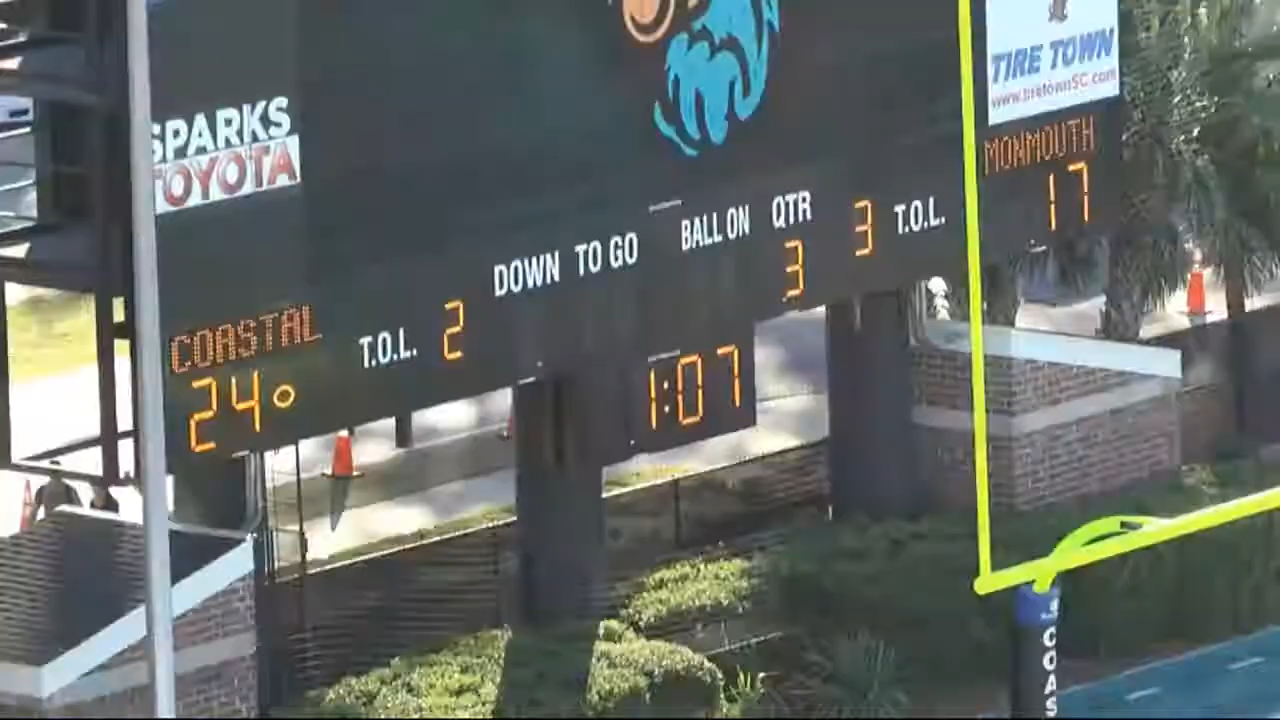 SPARKS
TOYOTA
TIRE TOWN
www.tiretownSC.com
MONMOUTH
17
DOWN TO GO BALL ON QTR 3 T.O.L.
3
COASTAL T.O.L. 2
24
1:07
COAS